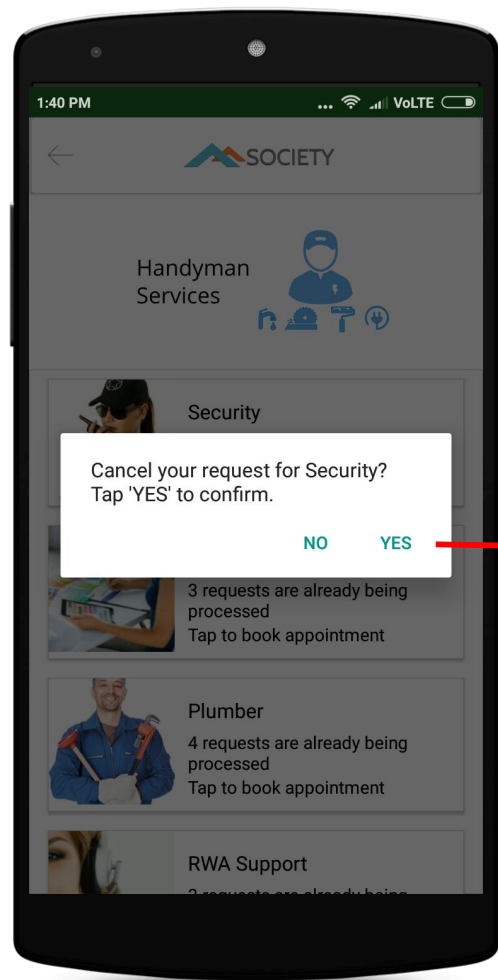 1:40 PM
... VoLTE
SOCIETY
Handyman
Services
Security
Cancel your request for Security?
Tap 'YES' to confirm.
NO YES
3 requests are already being
processed
Tap to book appointment
Plumber
4 requests are already being
processed
Tap to book appointment
RWA Support